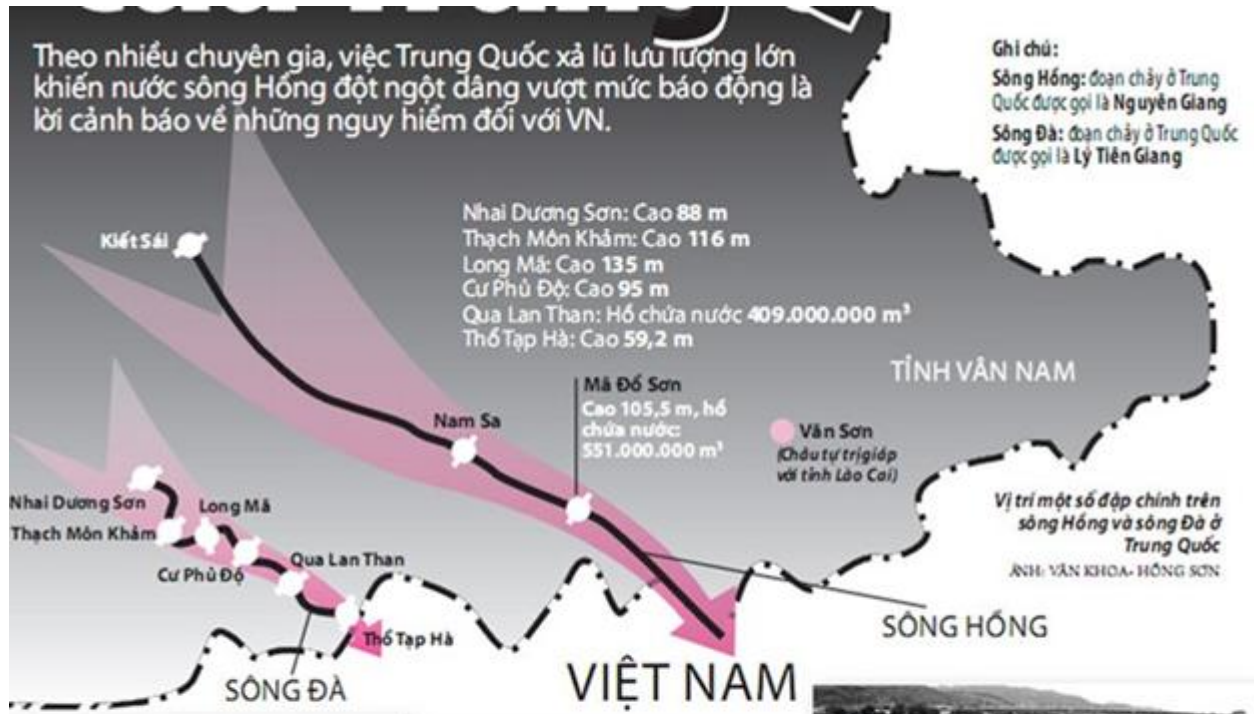 Theo nhiều chuyên gia, việc Trung Quốc xả lũ lưu lượng lớn
khiến nước sông Hồng đột ngột dâng vượt mức báo động là
lời cảnh báo về những nguy hiểm đối với VN.
Ghi chú:
Sông Hồng: đoạn chảy ở Trung
Quốc được gọi là Nguyên Giang
Sông Đà: đoạn chảy ở Trung Quốc
được gọi là Lý Tiên Giang
Nhai Dương Sơn: Cao 88 m
Thạch Môn Khảm: Cao 116 m
Long Mã: Cao 135 m
Cư Phủ Độ: Cao 95 m
Qua Lan Than: Hồ chứa nước 409.000.000 m³
Thổ Tạp Hà: Cao 59,2 m
Kiết Sái
TỈNH VÂN NAM
Mã Đổ Sơn
Cao 105,5 m, hồ
chứa nước:
551.000.000 m³
Nam Sa
Vân Sơn
(Châu tự trị giáp
với tỉnh Lào Cai)
Nhai Dương Sơn
Long Mã
Thạch Môn Khảm
Cư Phủ Độ
Qua Lan Than
Thổ Tạp Hà
Vị trí một số đập chính trên
sông Hồng và sông Đà ở
Trung Quốc
ẢNH: VĂN KHOA- HỒNG SƠN
SÔNG HỒNG
SÔNG ĐÀ
VIỆT NAM